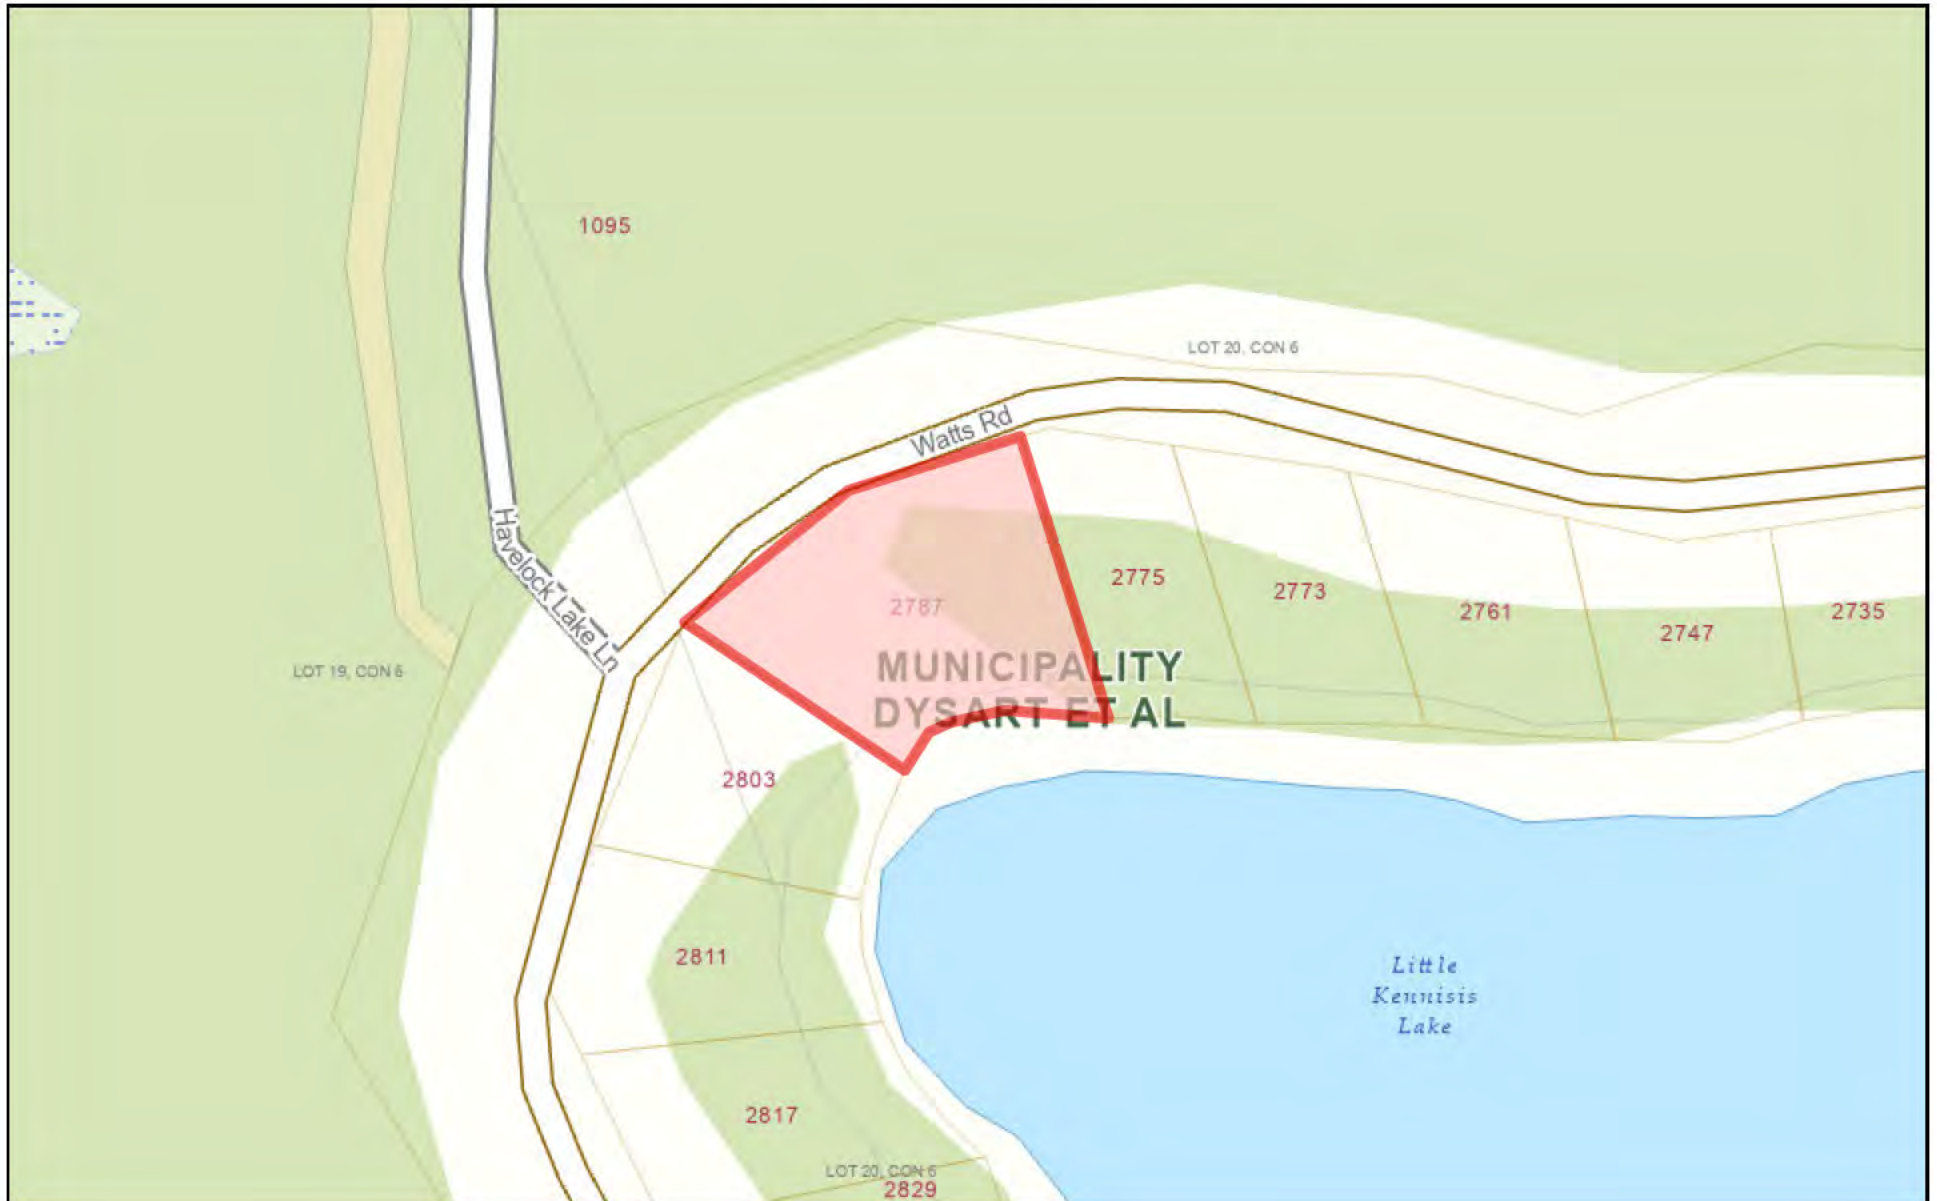 1095
LOT 20, CON 6
Watts Rd
Havelock Lake Ln
2775
2773
2761
2747
2735
2787
MUNICIPALITY
DYSART ET AL
LOT 19, CON 6
2803
2811
Little
Kennisis
Lake
2817
LOT 20, CON 6
2829